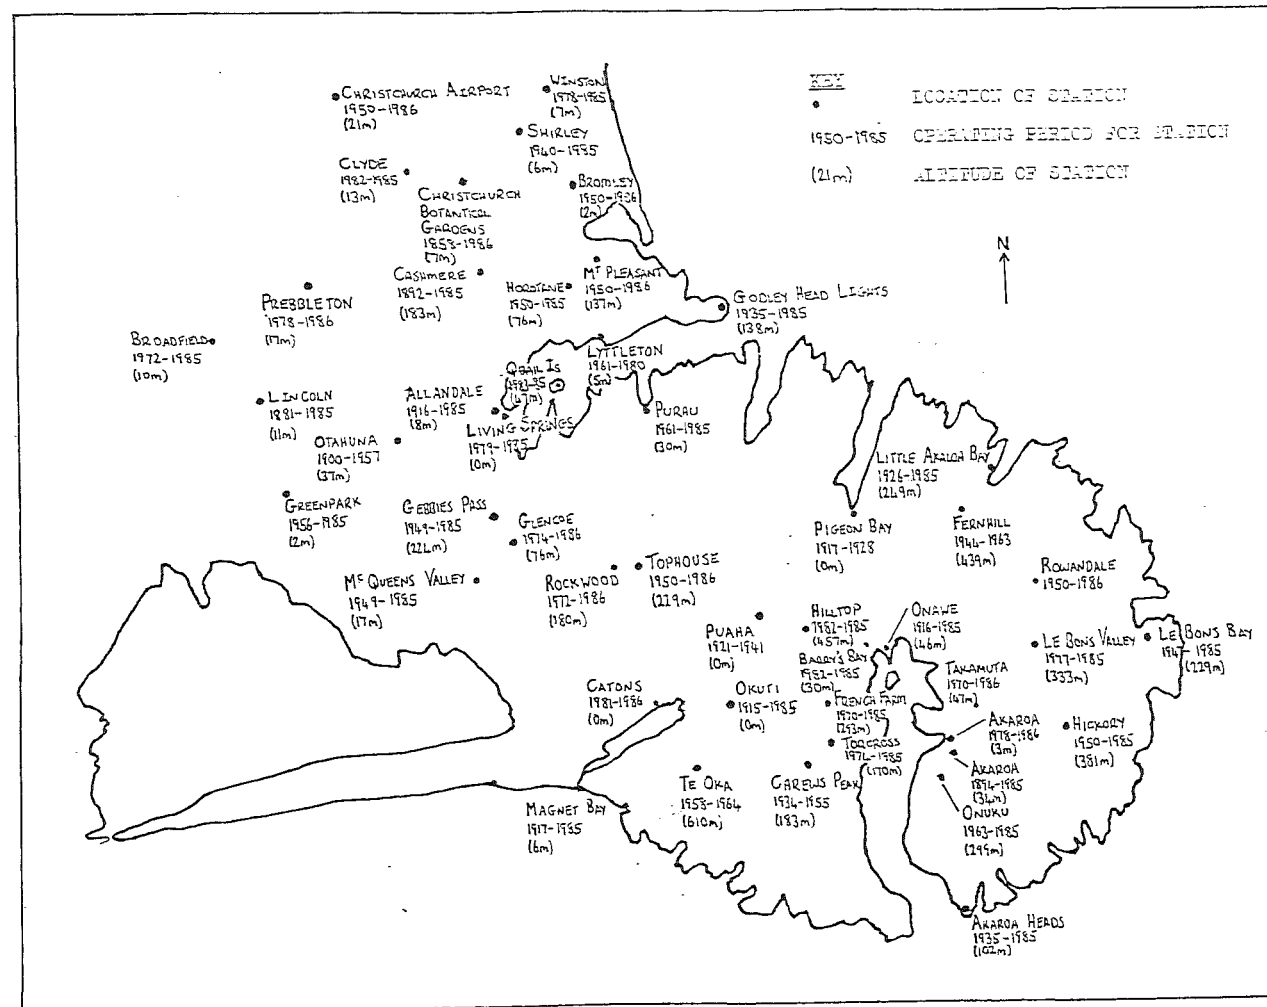 KEY
LOCATION OF STATION
1950-1985 OPERATING PERIOD FOR STATION
(21m) ALTITUDE OF STATION
N
CHRISTCHURCH AIRPORT
1950-1986
(21m)
WINSTON
1978-1985
(7m)
SHIRLEY
1940-1985
(6m)
CLYDE
1982-1985
(13m)
CHRISTCHURCH
BOTANICAL
GARDENS
1853-1986
(7m)
BROMLEY
1950-1986
(2m)
CASHMERE
1892-1985
(183m)
1950-1985
(76m)
MT PLEASANT
1950-1986
(137m)
GODLEY HEAD LIGHTS
1935-1985
(138m)
PREBBLETON
1978-1986
(17m)
BROADFIELD
1972-1985
(10m)
LYTTLETON
1961-1980
(5m)
QUAIL IS
(47m)
LINCOLN
1881-1985
(11m)
ALLANDALE
1916-1985
(8m)
LIVING SPRINGS
1979-1985
(0m)
PURAU
1961-1985
(30m)
OTAHUNA
1900-1957
(37m)
LITTLE AKALOA BAY
1926-1985
(249m)
GREENPARK
1956-1985
(2m)
GEBBIES PASS
1949-1985
GLENCOE
1974-1986
(76m)
PIGEON BAY
1917-1928
(0m)
FERNHILL
1944-1963
(439m)
MCQUEENS VALLEY
1949-1985
(17m)
ROCKWOOD
1972-1986
(180m)
TOPHOUSE
1950-1986
(229m)
ROWANDALE
1950-1986
PUAHA
1921-1941
(0m)
HILLTOP
1982-1985
(457m)
ONAWE
1916-1985
(46m)
LE BONS VALLEY
1977-1985
(333m)
LE BONS BAY
1947-1985
(229m)
BARRY'S BAY
1952-1985
(30m)
TAKAMUTA
1970-1986
(47m)
CATONS
1981-1986
(0m)
OKUTI
1915-1985
(0m)
FRENCH FARM
1970-1985
(293m)
TORCROSS
1974-1985
(170m)
AKAROA
1978-1986
(3m)
HICKORY
1950-1985
(381m)
AKAROA
1894-1985
(34m)
TE OKA
1958-1964
(610m)
CAREWS PEAK
1934-1955
(183m)
ONUKU
1963-1985
(299m)
MAGNET BAY
1917-1985
(6m)
AKAROA HEADS
1935-1985
(102m)